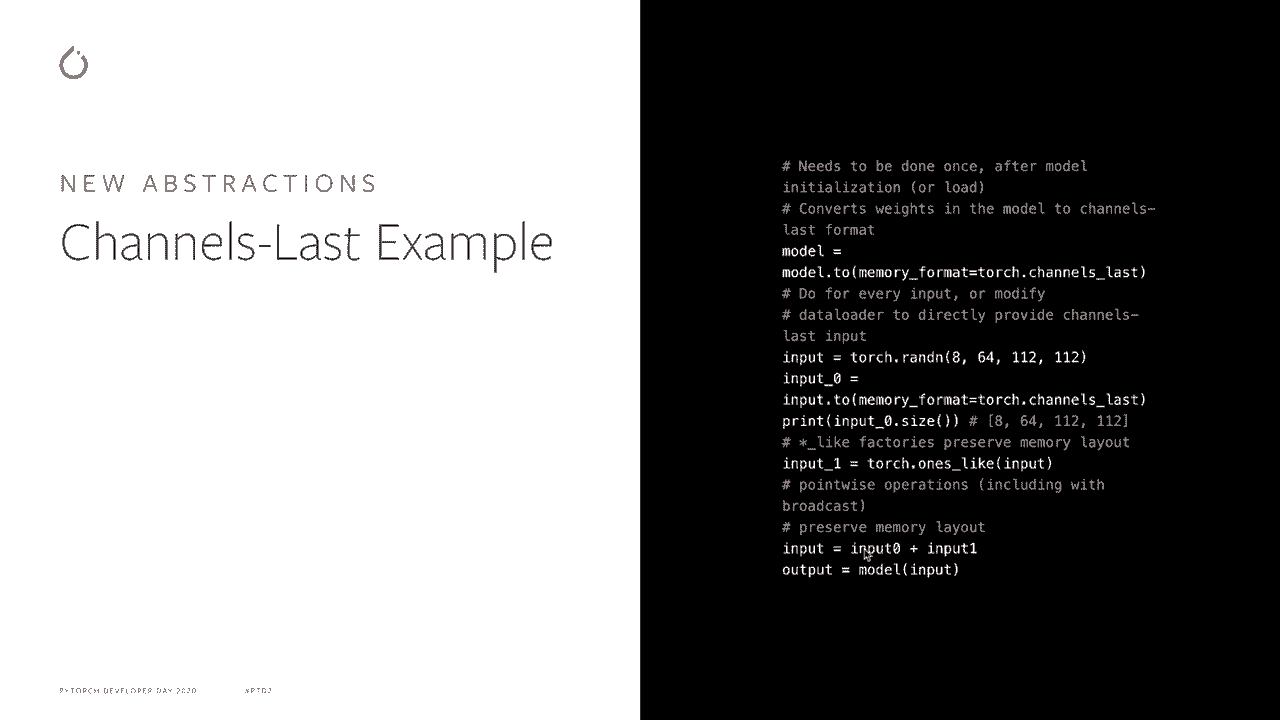 NEW ABSTRACTIONS
Channels-Last Example
# Needs to be done once, after model
initialization (or load)
# Converts weights in the model to channels-
last format
model =
model.to(memory_format=torch.channels_last)
# Do for every input, or modify
# dataloader to directly provide channels-
last input
input = torch.randn(8, 64, 112, 112)
input_0 =
input.to(memory_format=torch.channels_last)
print(input_0.size()) # [8, 64, 112, 112]
# *_like factories preserve memory layout
input_1 = torch.ones_like(input)
# pointwise operations (including with
broadcast)
# preserve memory layout
input = input0 + input1
output = model(input)
PYTORCH DEVELOPER DAY 2020